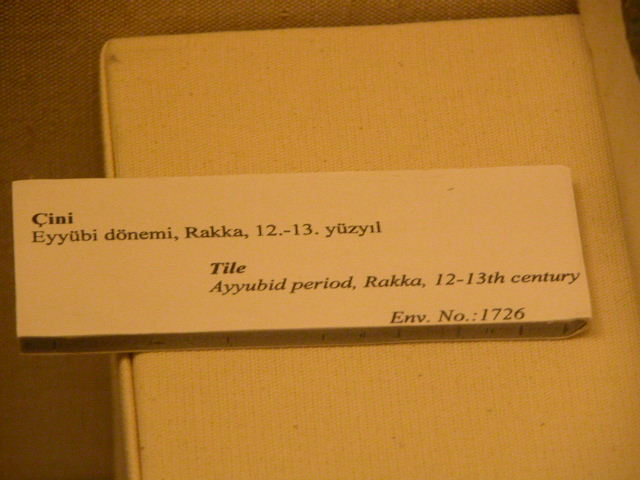 Çini
Eyyübi dönemi, Rakka, 12.-13. yüzyıl
Tile
Ayyubid period, Rakka, 12-13th century
Env. No.:1726